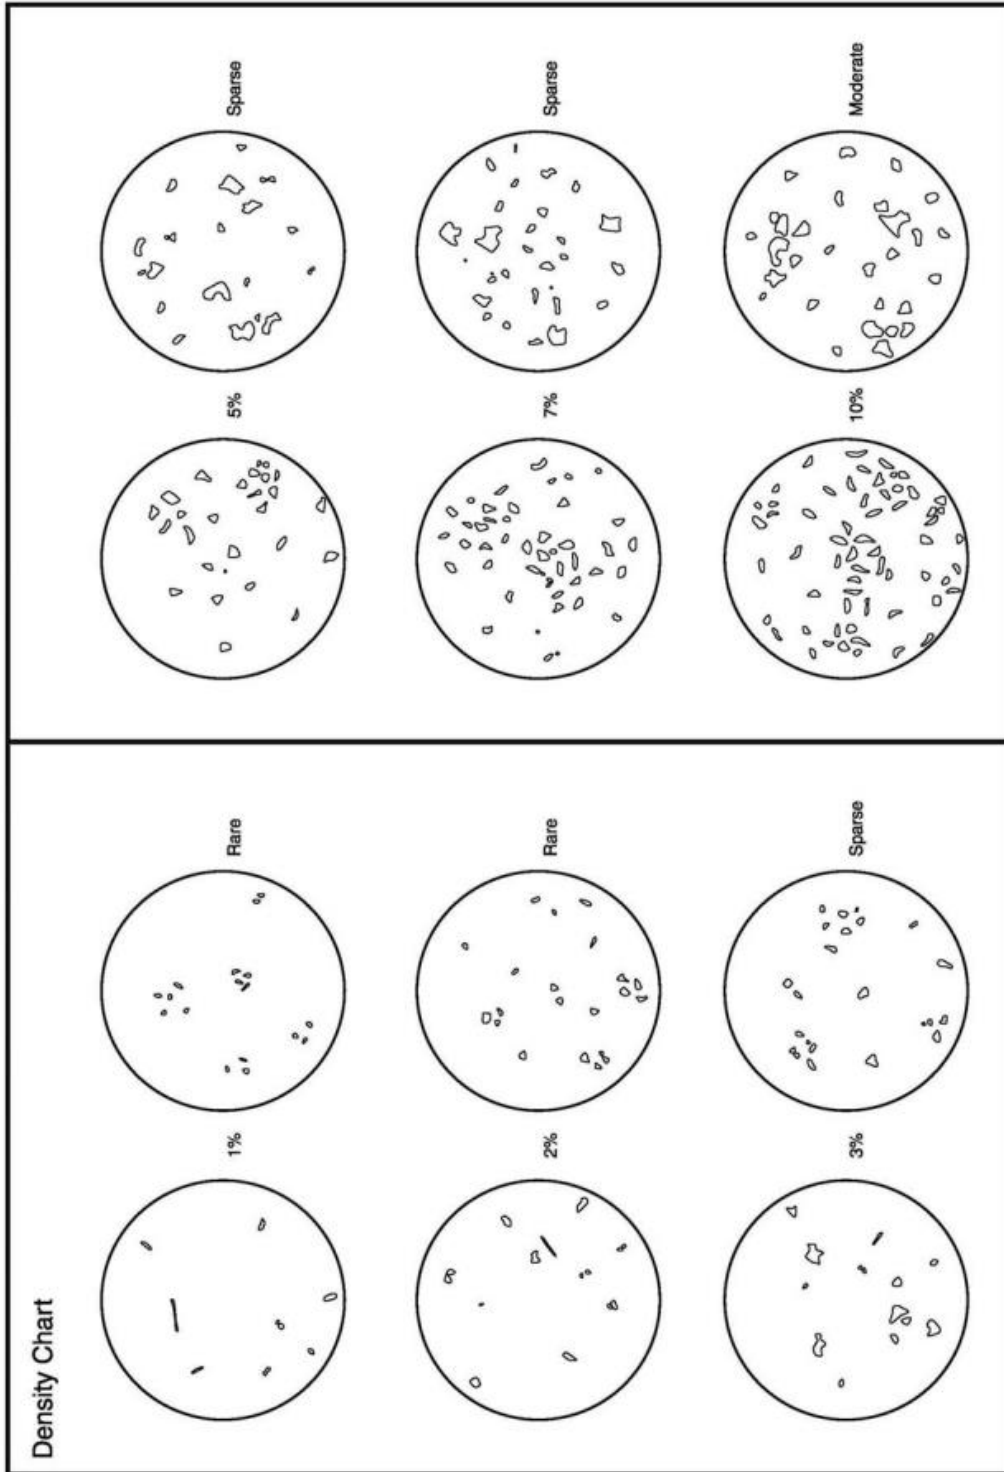 Density Chart
1%
Rare
2%
Rare
3%
Sparse
5%
Sparse
7%
Sparse
10%
Moderate